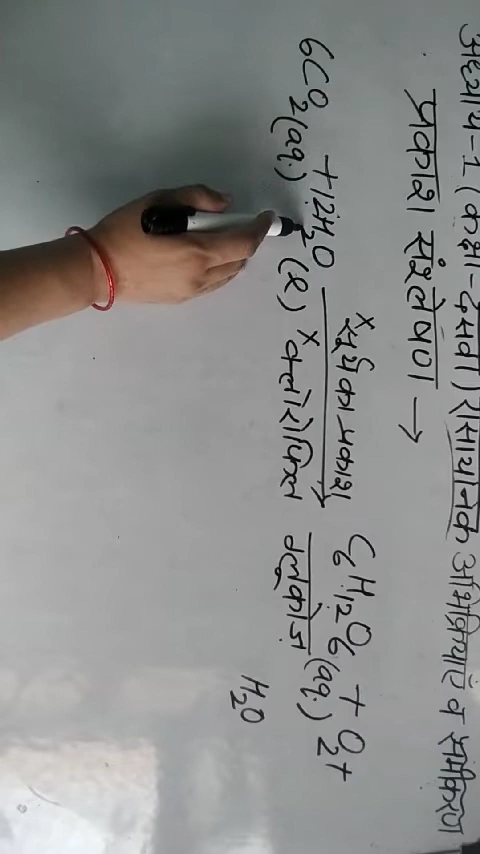 अध्याय-1 (कक्षा-दसवी) रासायनिक अभिक्रियाएं व समीकरण
प्रकाश संश्लेषण →
×सूर्य का प्रकाश
6CO2(aq.) + 12H2O(l) → C6H12O6(aq.) + O2 +
× क्लोरोफिल ग्लूकोज
H2O